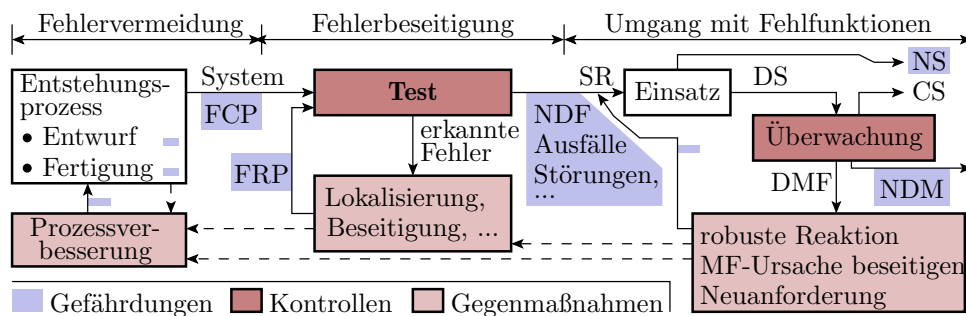 Fehlervermeidung
Fehlerbeseitigung
Umgang mit Fehlfunktionen
Entstehungs-
prozess
• Entwurf
• Fertigung
System
FCP
Test
FRP
erkannte
Fehler
Lokalisierung,
Beseitigung, ...
Prozessver-
besserung
SR
NDF
Ausfälle
Störungen,
...
Einsatz
DS
NS
CS
Überwachung
DMF
NDM
robuste Reaktion
MF-Ursache beseitigen
Neuanforderung
Gefährdungen
Kontrollen
Gegenmaßnahmen